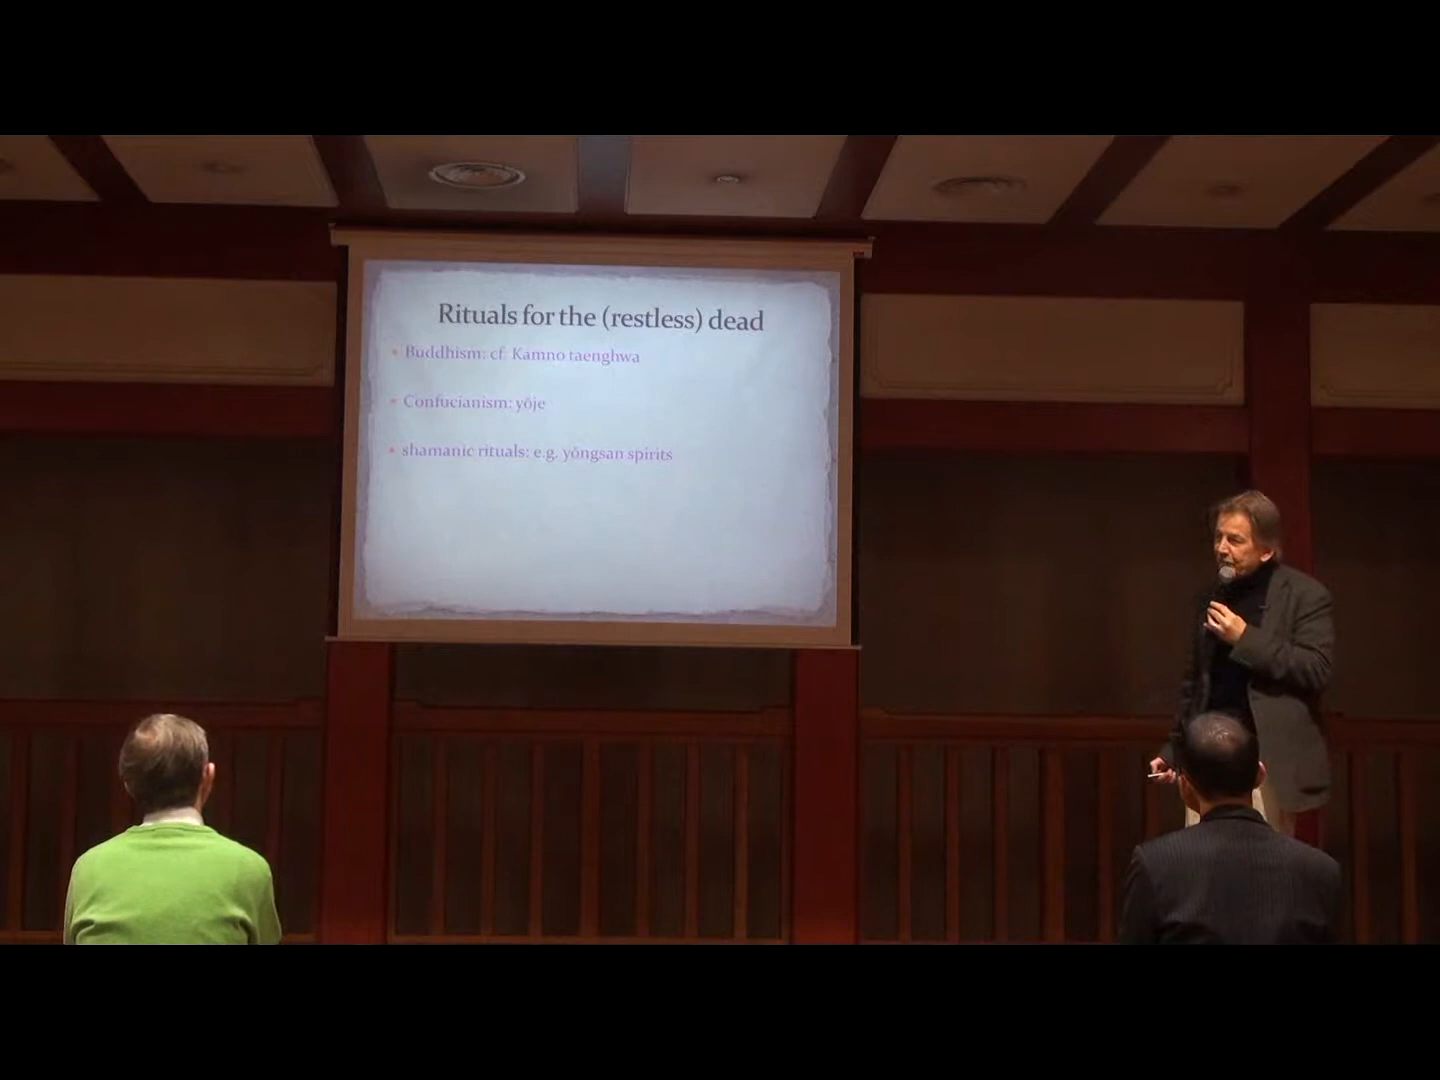 Rituals for the (restless) dead
• Buddhism: cf. Kamno taenghwa
• Confucianism: yŏje
• shamanic rituals: e.g. yŏngsan spirits